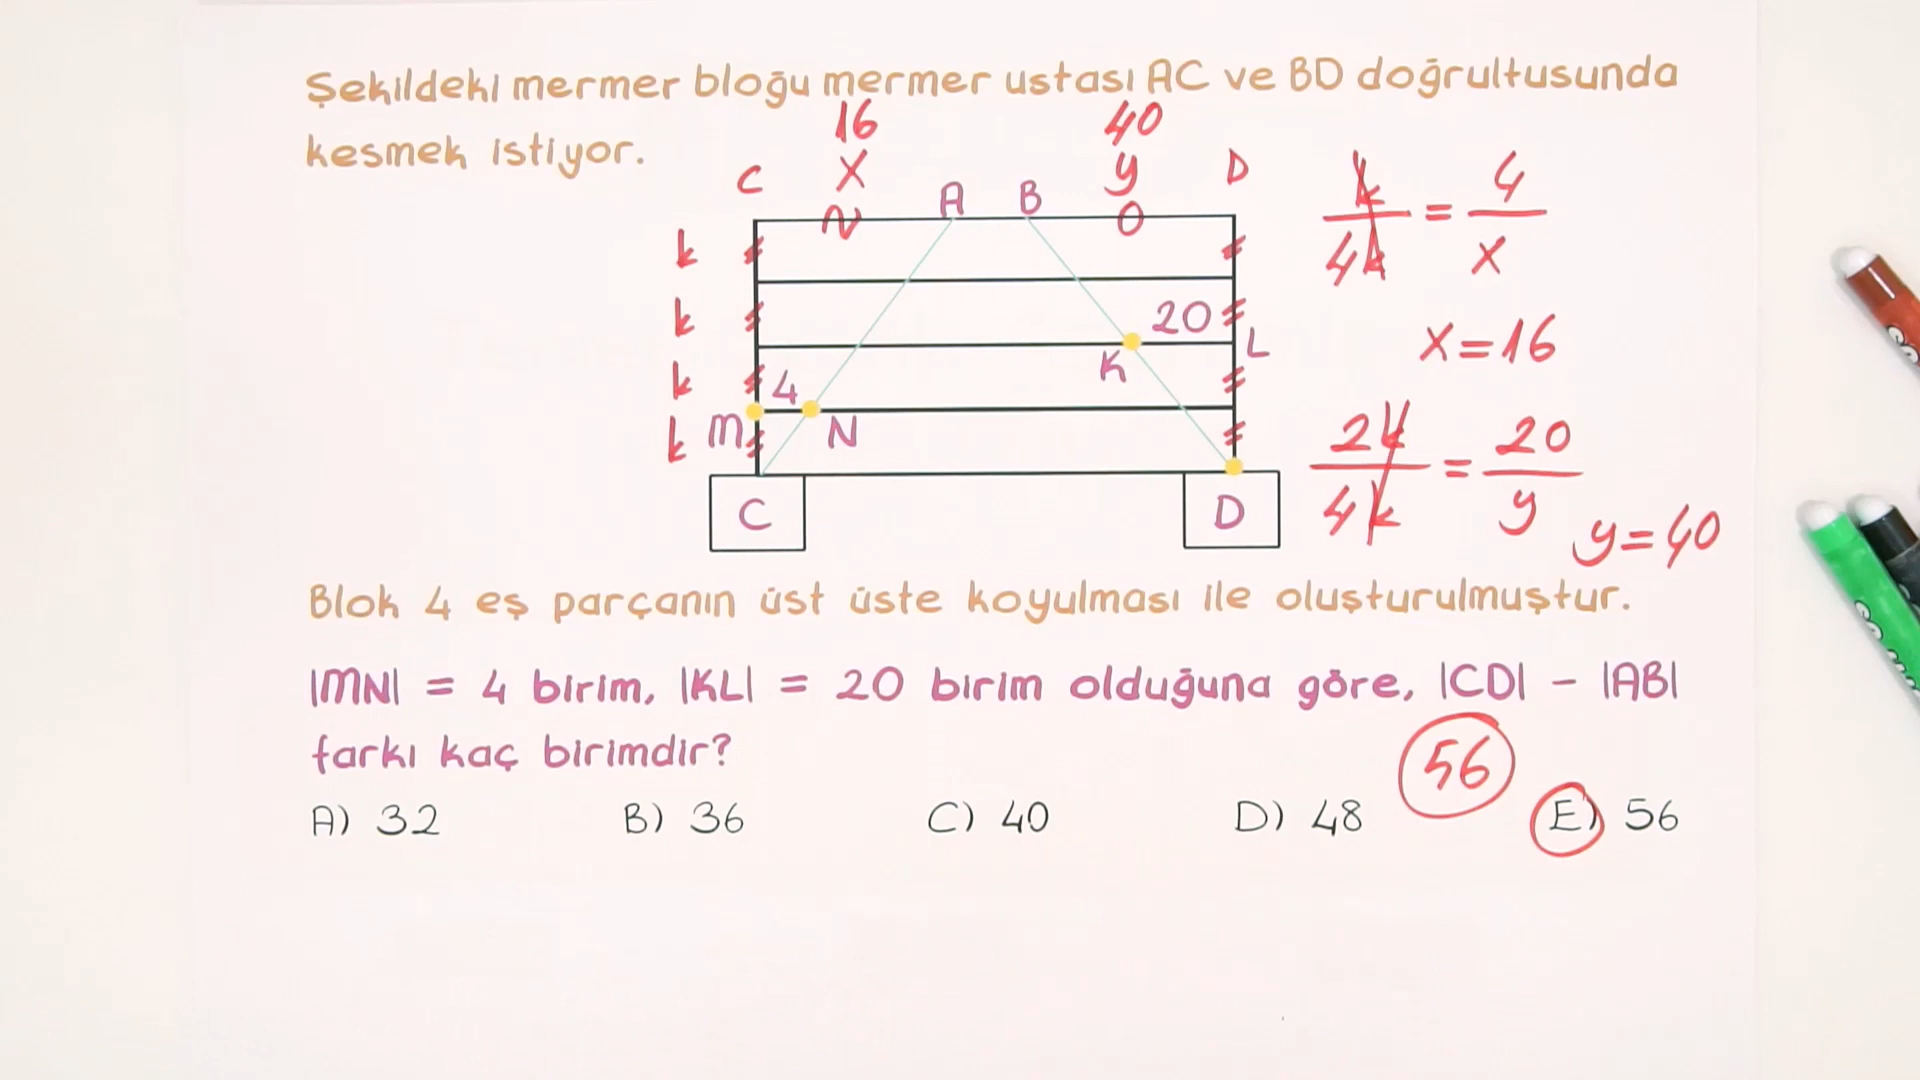 Şekildeki mermer bloğu mermer ustası AC ve BD doğrultusunda
kesmek istiyor.
16 40
C X A B y D
N O
k
k
k
k
4
20
M N K L
C D
k/4k = 4/x
x=16
2k/4k = 20/y
y=40
Blok 4 eş parçanın üst üste koyulması ile oluşturulmuştur.
|MN| = 4 birim, |KL| = 20 birim olduğuna göre, |CD| - |AB|
farkı kaç birimdir?
56
A) 32 B) 36 C) 40 D) 48 E) 56